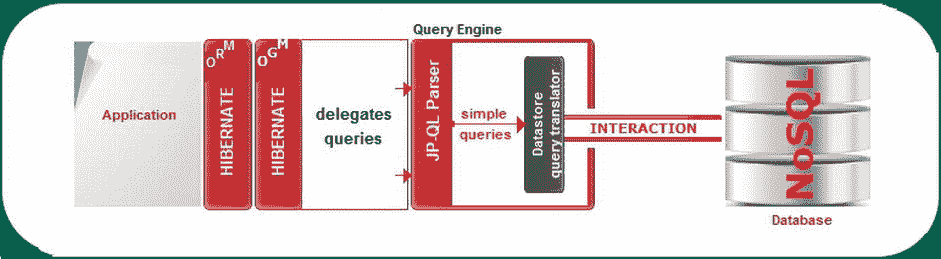 Query Engine
Application
ORM
HIBERNATE
OGM
HIBERNATE
delegates
queries
JP-QL Parser
simple
queries
Datastore
query translator
INTERACTION
NoSQL
Database